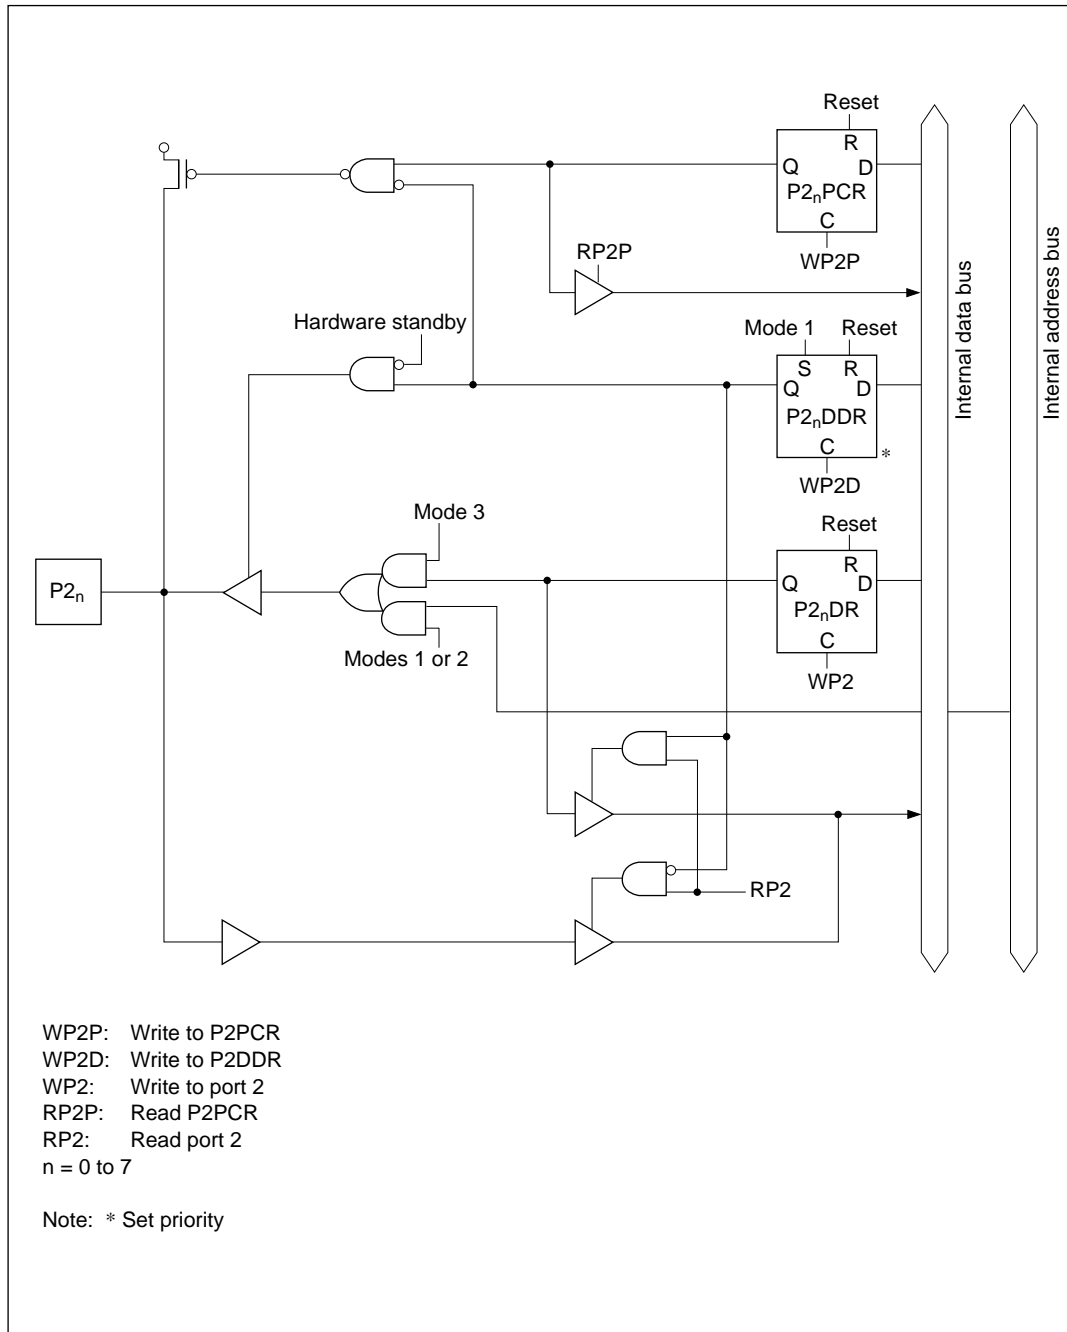 Reset
R
Q D
P2nPCR
C
WP2P
RP2P
Internal data bus
Internal address bus
Hardware standby
Mode 1 Reset
S R
Q D
P2nDDR
C
*
WP2D
Mode 3
Reset
R
Q D
P2nDR
C
WP2
P2n
Modes 1 or 2
RP2
WP2P: Write to P2PCR
WP2D: Write to P2DDR
WP2: Write to port 2
RP2P: Read P2PCR
RP2: Read port 2
n = 0 to 7
Note: * Set priority